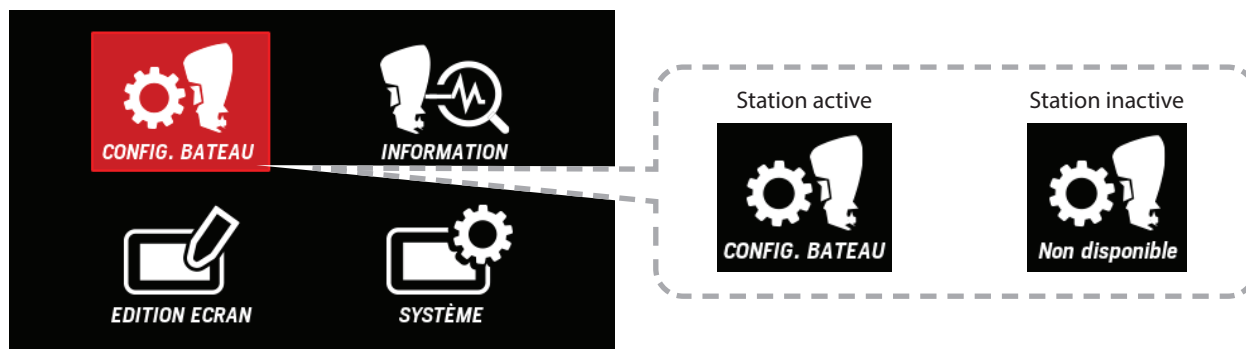 CONFIG. BATEAU
INFORMATION
EDITION ECRAN
SYSTÈME
Station active
Station inactive
CONFIG. BATEAU
Non disponible